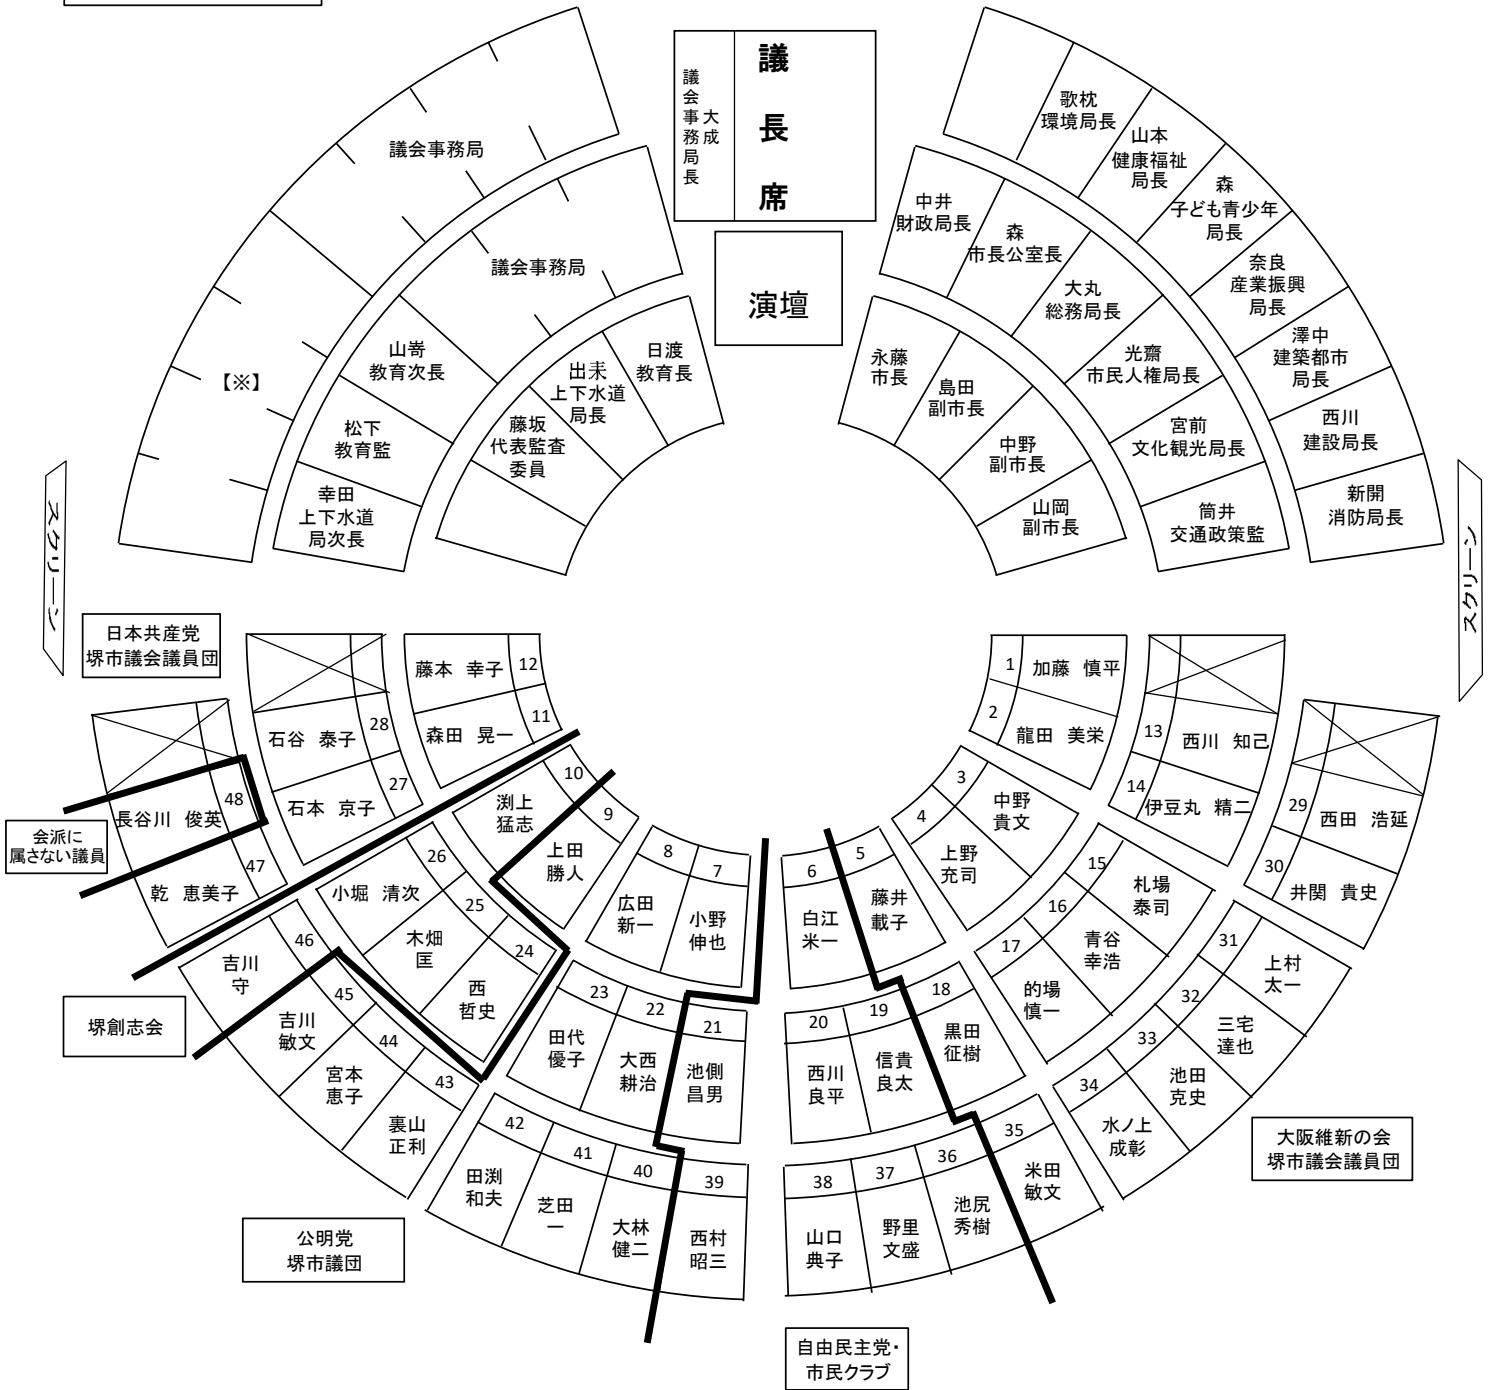 議長席
議会事務局長
大成
演壇
議会事務局
議会事務局
【※】
山嵜
教育次長
松下
教育監
幸田
上下水道
局次長
日渡
教育長
出耒
上下水道
局長
藤坂
代表監査
委員
永藤
市長
島田
副市長
中野
副市長
山岡
副市長
中井
財政局長
森
市長公室長
大丸
総務局長
光齋
市民人権局長
宮前
文化観光局長
筒井
交通政策監
歌枕
環境局長
山本
健康福祉
局長
森
子ども青少年
局長
奈良
産業振興
局長
澤中
建築都市
局長
西川
建設局長
新開
消防局長
スクリーン
スクリーン
日本共産党
堺市議会議員団
会派に
属さない議員
堺創志会
公明党
堺市議団
自由民主党・
市民クラブ
大阪維新の会
堺市議会議員団
1
加藤 慎平
2
龍田 美栄
3
中野
貴文
4
上野
充司
5
藤井
載子
6
白江
米一
7
小野
伸也
8
広田
新一
9
上田
勝人
10
渕上
猛志
11
森田 晃一
12
藤本 幸子
13
西川 知己
14
伊豆丸 精二
15
札場
泰司
16
青谷
幸浩
17
的場
慎一
18
黒田
征樹
19
信貴
良太
20
西川
良平
21
池側
昌男
22
大西
耕治
23
田代
優子
24
西
哲史
25
木畑
匡
26
小堀 清次
27
石本 京子
28
石谷 泰子
29
西田 浩延
30
井関 貴史
31
上村
太一
32
三宅
達也
33
池田
克史
34
水ノ上
成彰
35
米田
敏文
36
池尻
秀樹
37
野里
文盛
38
山口
典子
39
西村
昭三
40
大林
健二
41
芝田
一
42
田渕
和夫
43
裏山
正利
44
宮本
恵子
45
吉川
敏文
46
吉川
守
47
乾 恵美子
48
長谷川 俊英